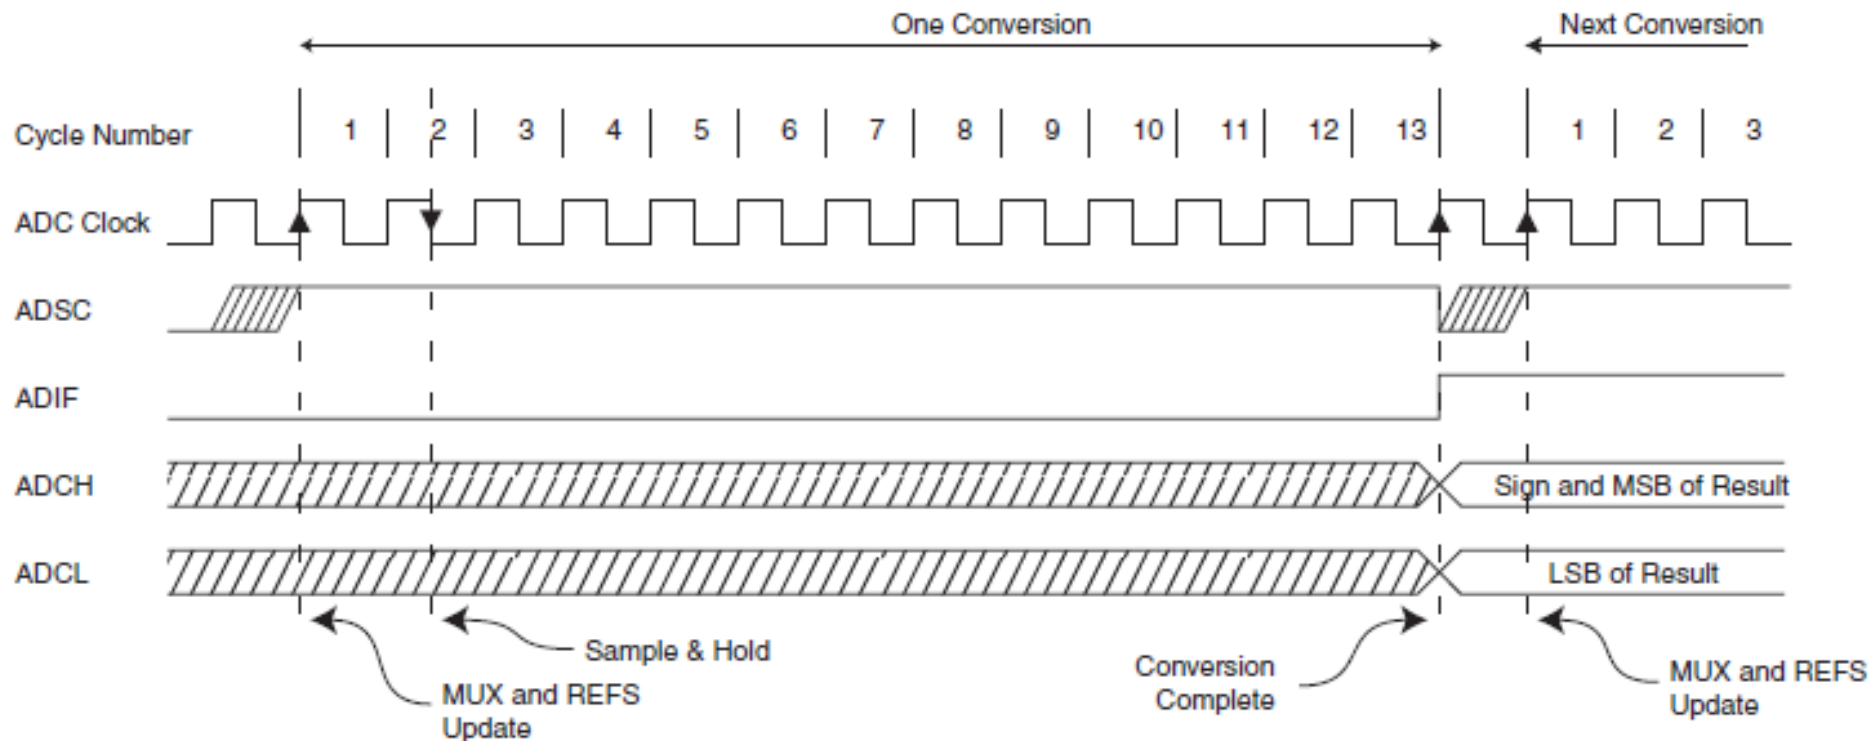 One Conversion
Next Conversion
Cycle Number 1 2 3 4 5 6 7 8 9 10 11 12 13 1 2 3
ADC Clock
ADSC
ADIF
ADCH
Sign and MSB of Result
ADCL
LSB of Result
Sample & Hold
MUX and REFS
Update
Conversion
Complete
MUX and REFS
Update